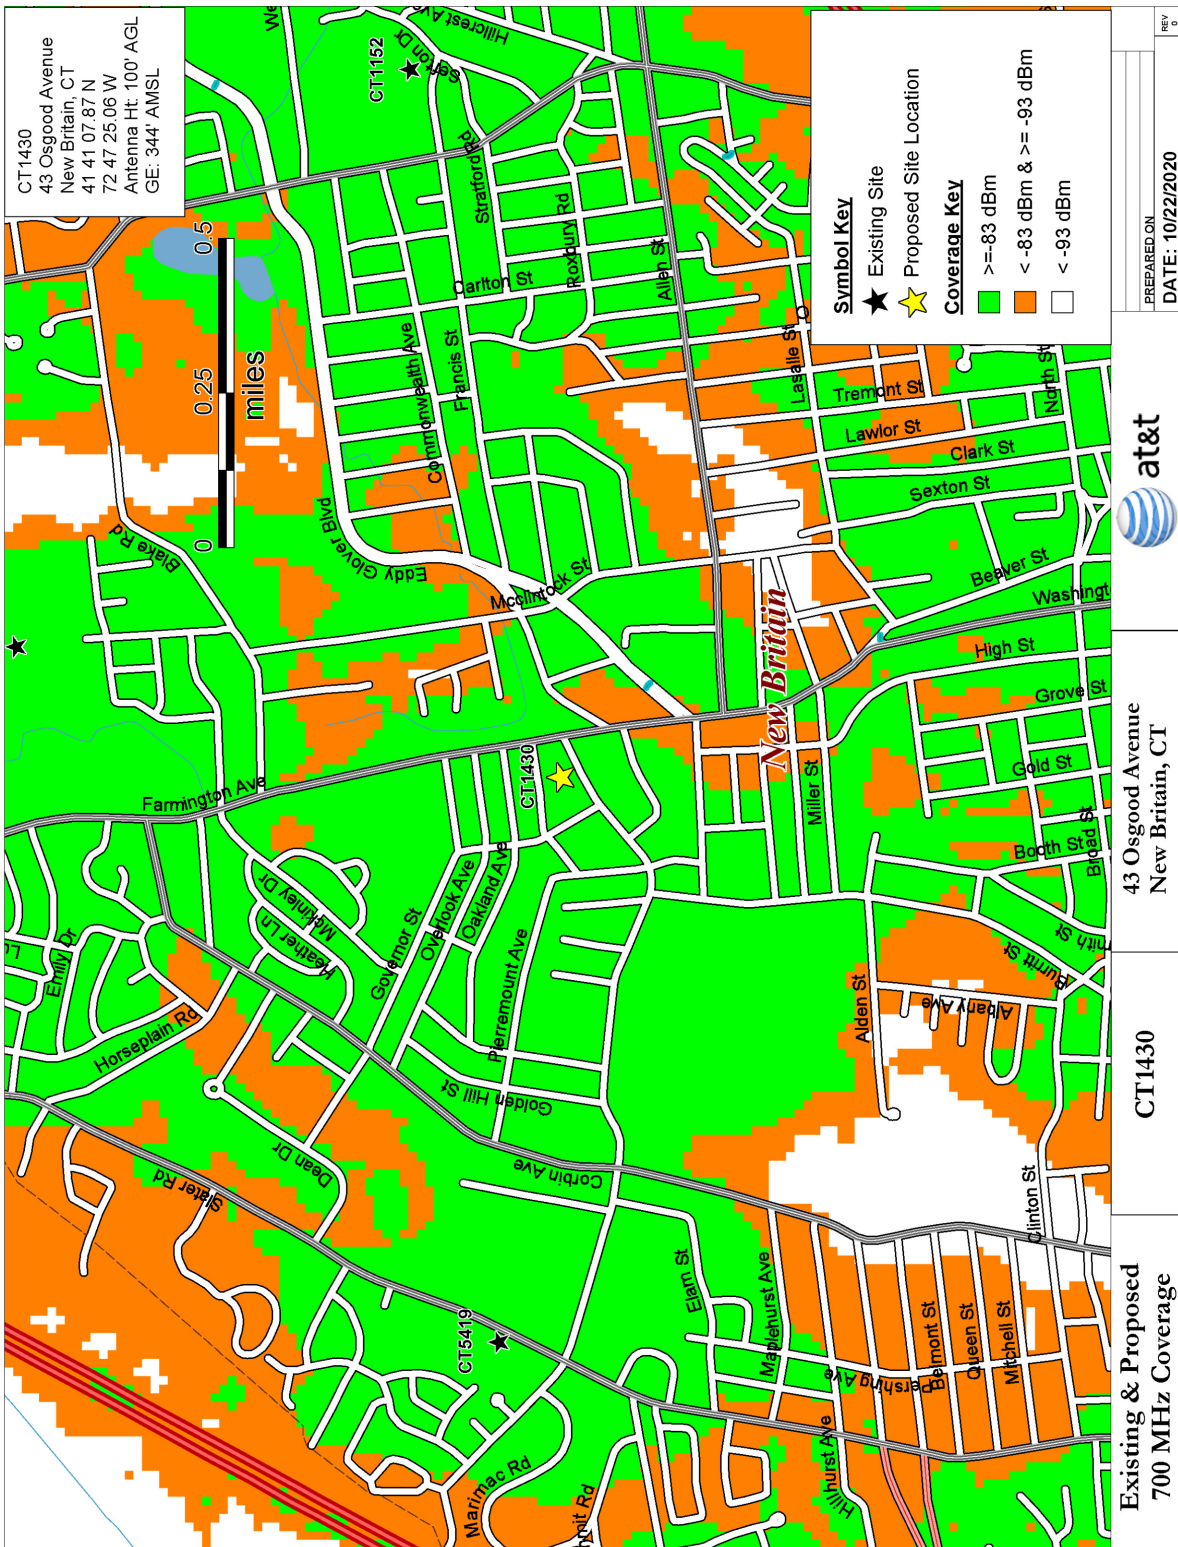 CT1430
43 Osgood Avenue
New Britain, CT
41 41 07.87 N
72 47 25.06 W
Antenna Ht: 100' AGL
GE: 344' AMSL
0
0.25
0.5
miles
We
Hillcrest Ave
Sefton Dr
CT1152
Stratford Rd
Roxbury Rd
Carlton St
Allen St
Commonwealth Ave
Francis St
Eddy Glover Blvd
Blake Rd
Mcclintock St
Lasalle St
Tremont St
Lawlor St
North St
Clark St
Sexton St
Beaver St
Washingt
High St
Grove St
Gold St
Booth St
Broad St
New Britain
Miller St
Farmington Ave
CT1430
Mckinley Dr
Heather Ln
Governor St
Overlook Ave
Oakland Ave
Pierremount Ave
Golden Hill St
Emily Dr
Lu
Horseplain Rd
Dean Dr
Slater Rd
Corbin Ave
Alden St
Albany Ave
Burritt St
mith St
Clinton St
CT5419
Elam St
Maplehurst Ave
Pershing Ave
Belmont St
Queen St
Mitchell St
Hillhurst Ave
Marimac Rd
hmit Rd
Symbol Key
Existing Site
Proposed Site Location
Coverage Key
>=-83 dBm
< -83 dBm & >= -93 dBm
< -93 dBm
Existing & Proposed
700 MHz Coverage
CT1430
43 Osgood Avenue
New Britain, CT
at&t
PREPARED ON
DATE: 10/22/2020
REV
0